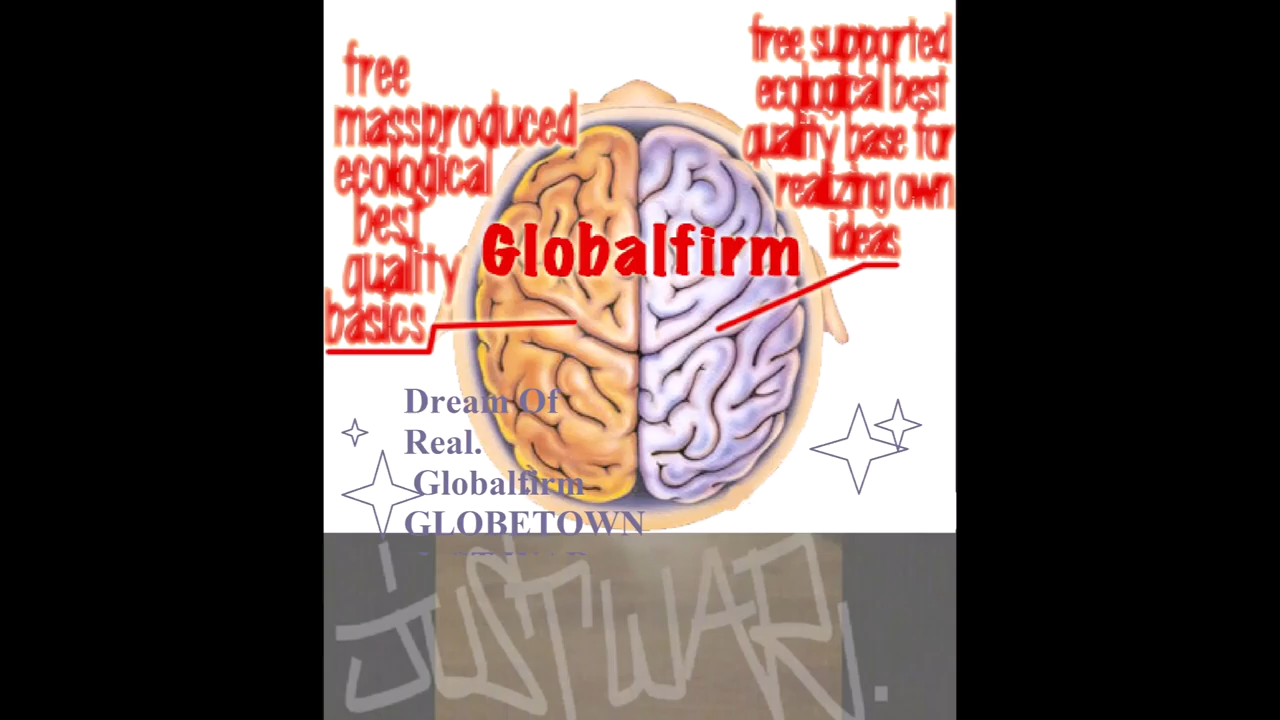 free
massproduced
ecological
best
quality
basics
free supported
ecological best
quality base for
realizing own
ideas
Globalfirm
Dream Of
Real.
Globalfirm
GLOBETOWN
JUST WAR.